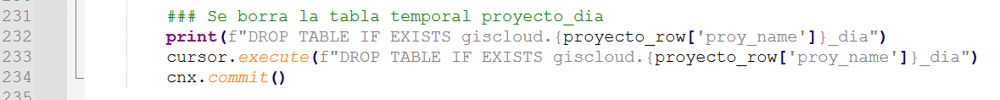 231 ### Se borra la tabla temporal proyecto_dia
232 print(f"DROP TABLE IF EXISTS giscloud.{proyecto_row['proy_name']}_dia")
233 cursor.execute(f"DROP TABLE IF EXISTS giscloud.{proyecto_row['proy_name']}_dia")
234 cnx.commit()
235